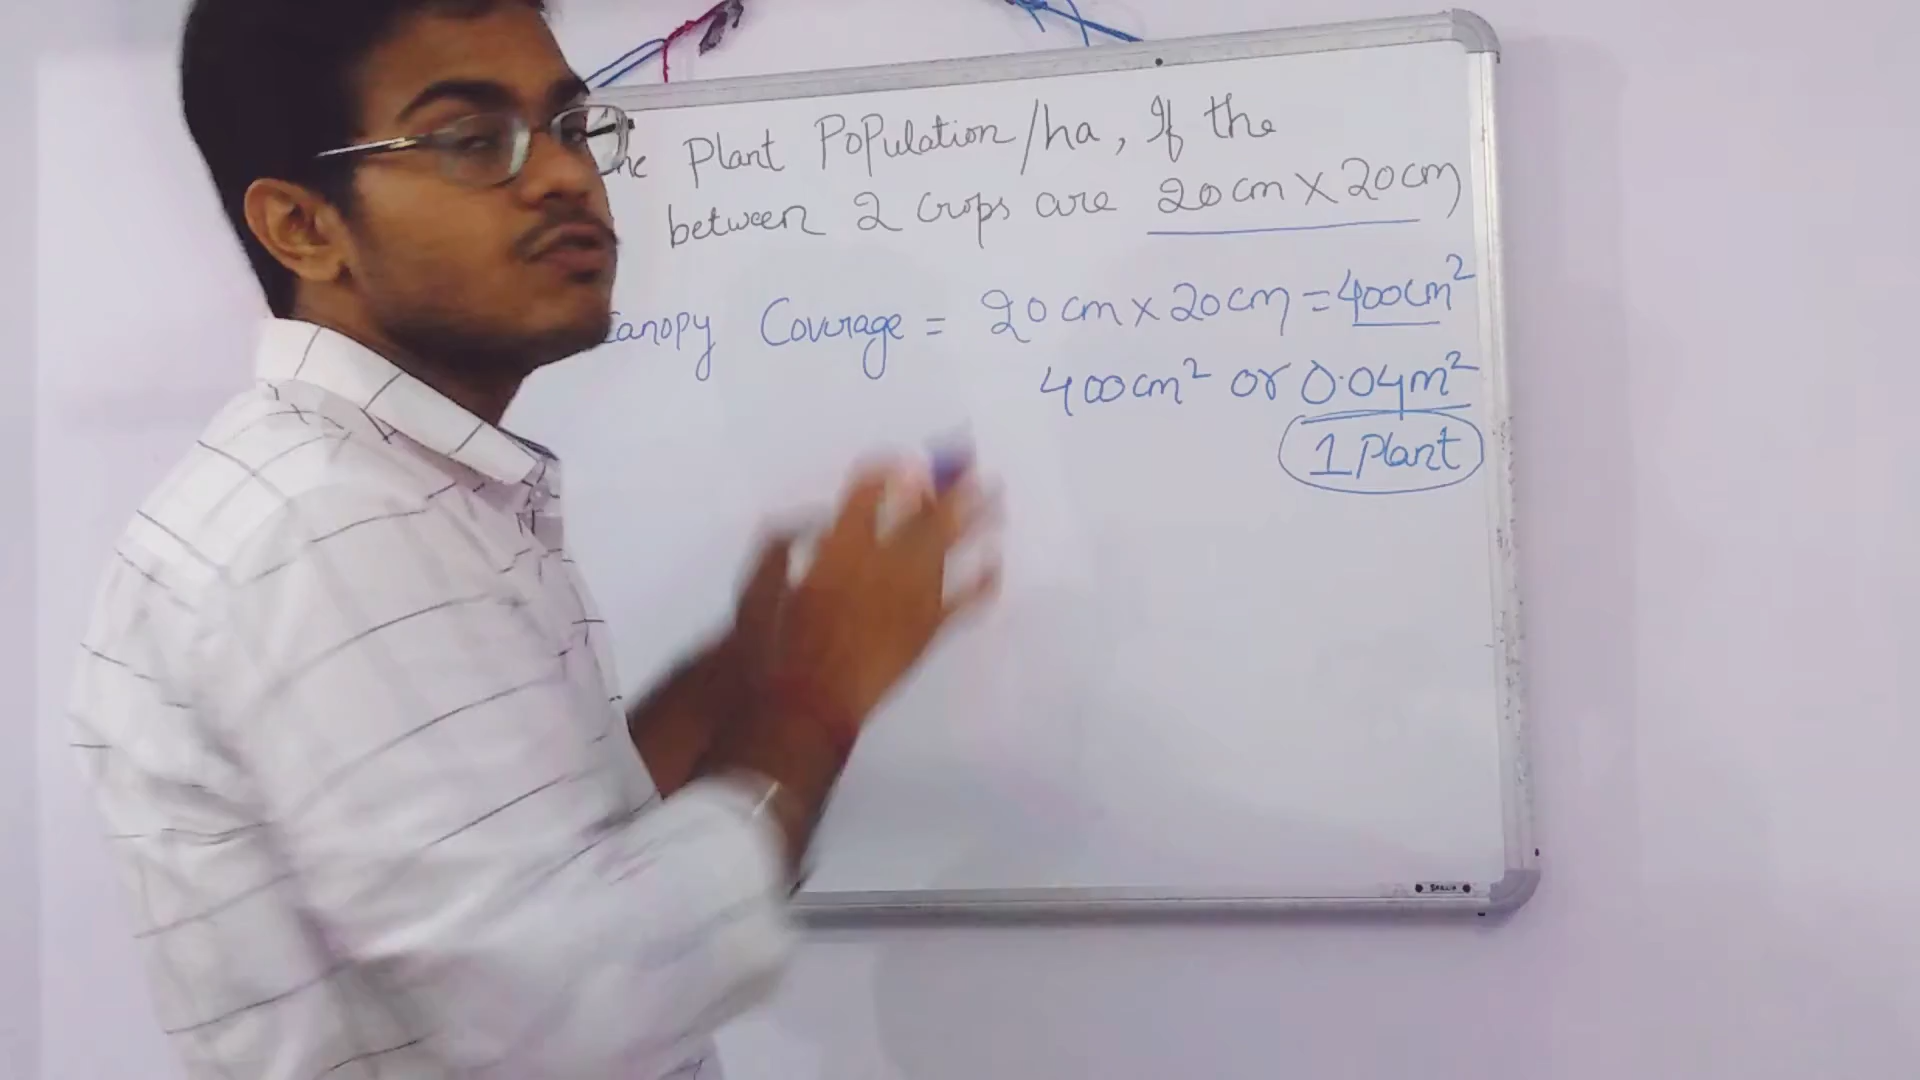 Plant Population/ha, If the
between 2 crops are 20cm X 20cm
Canopy Coverage = 20cm x 20cm = 400cm²
400cm² or 0.04m²
1 Plant